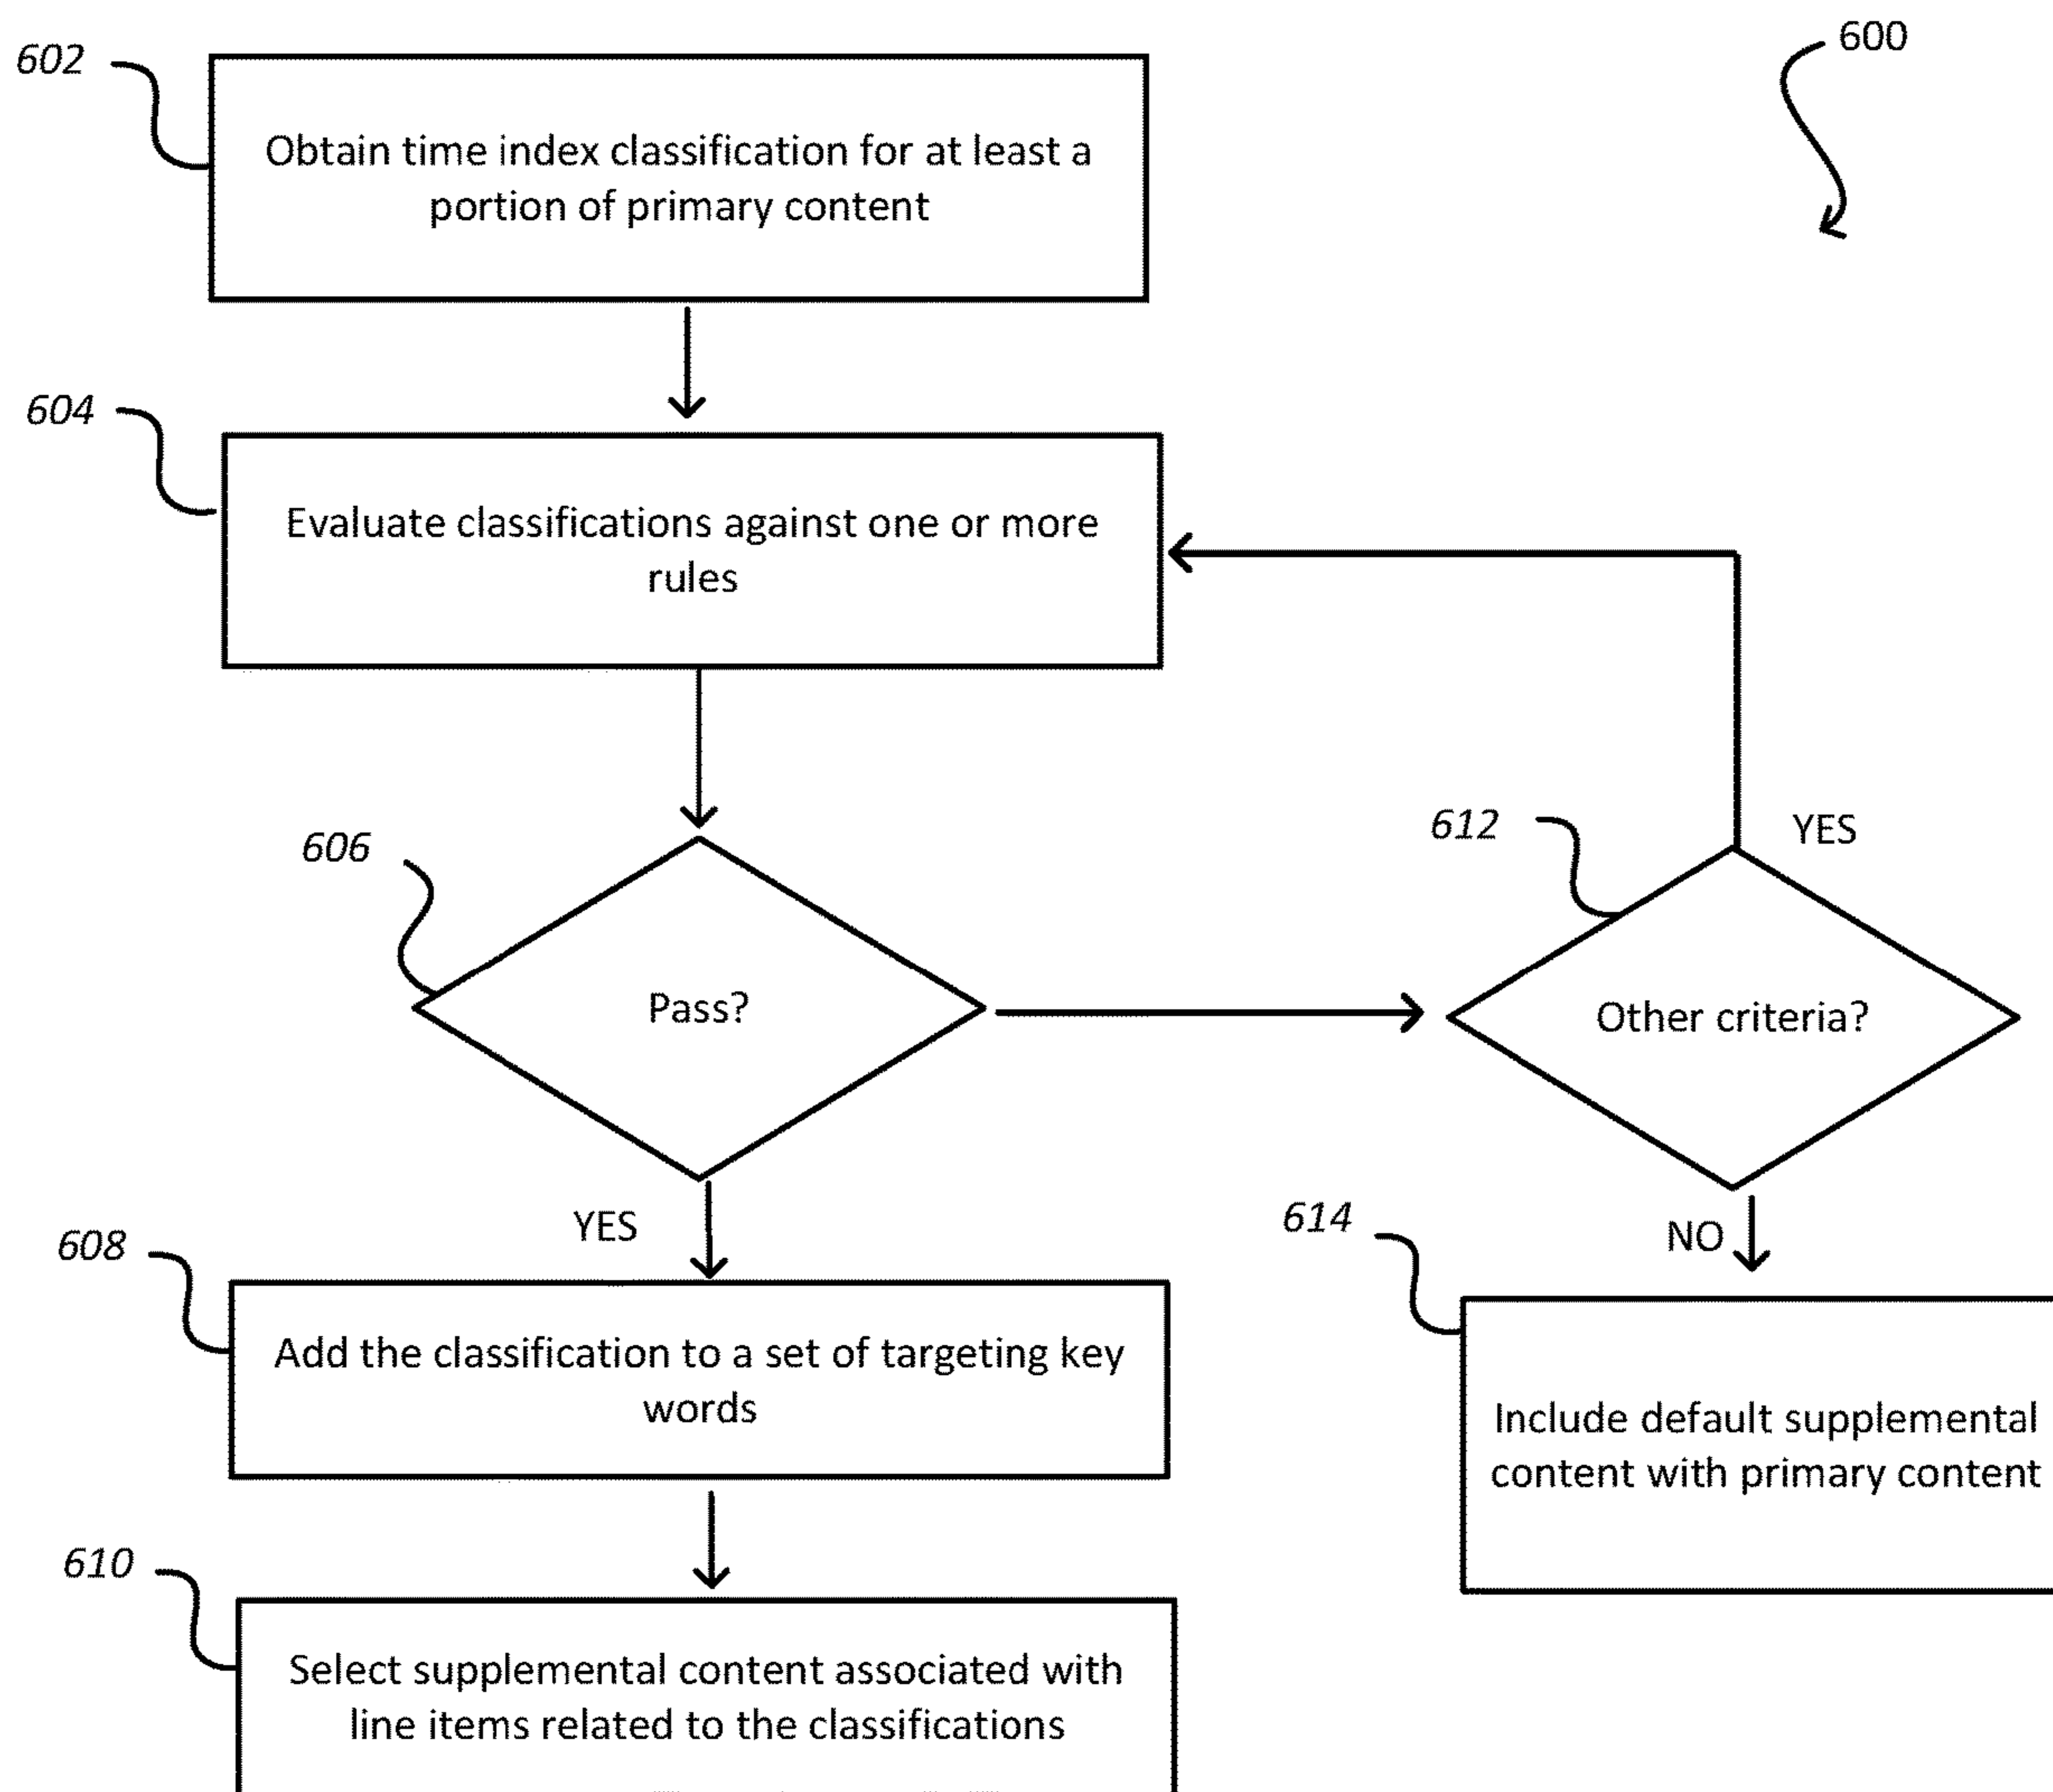 602
600
Obtain time index classification for at least a
portion of primary content
604
Evaluate classifications against one or more
rules
606
612
YES
Pass?
Other criteria?
YES
NO
608
614
Add the classification to a set of targeting key
words
Include default supplemental
content with primary content
610
Select supplemental content associated with
line items related to the classifications